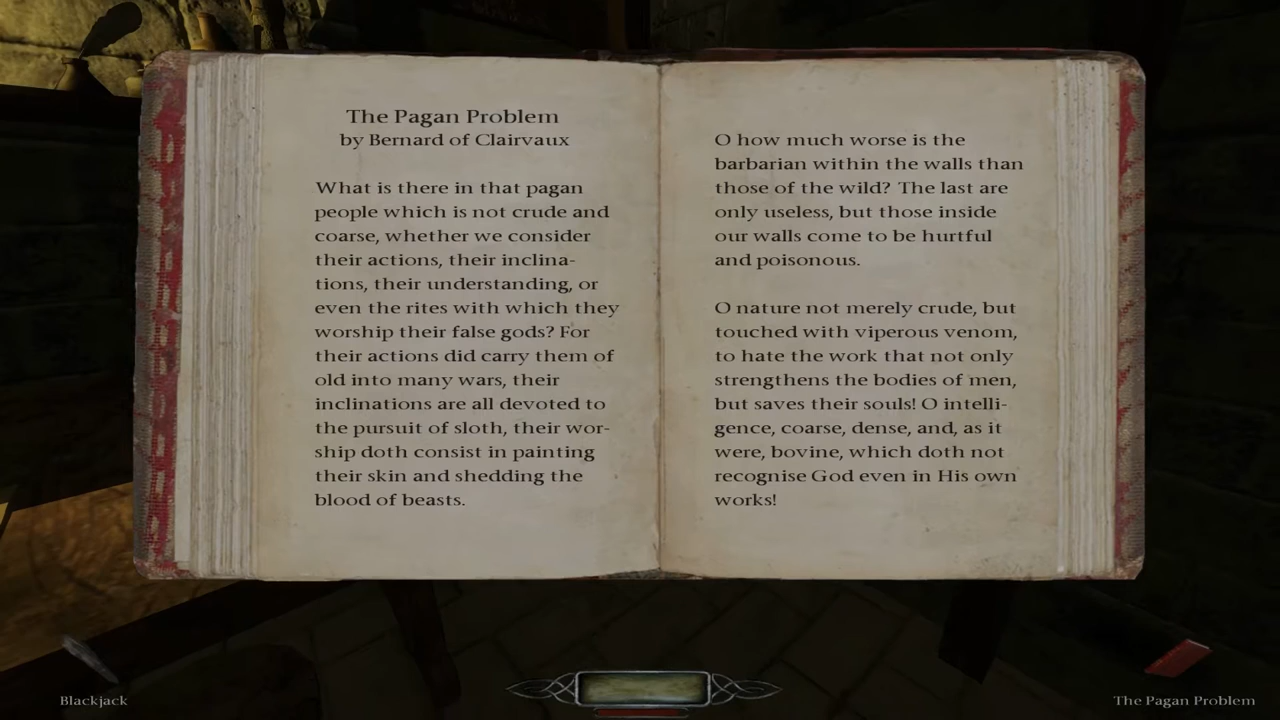 The Pagan Problem
by Bernard of Clairvaux
What is there in that pagan
people which is not crude and
coarse, whether we consider
their actions, their inclina-
tions, their understanding, or
even the rites with which they
worship their false gods? For
their actions did carry them of
old into many wars, their
inclinations are all devoted to
the pursuit of sloth, their wor-
ship doth consist in painting
their skin and shedding the
blood of beasts.
O how much worse is the
barbarian within the walls than
those of the wild? The last are
only useless, but those inside
our walls come to be hurtful
and poisonous.
O nature not merely crude, but
touched with viperous venom,
to hate the work that not only
strengthens the bodies of men,
but saves their souls! O intelli-
gence, coarse, dense, and, as it
were, bovine, which doth not
recognise God even in His own
works!
Blackjack
The Pagan Problem